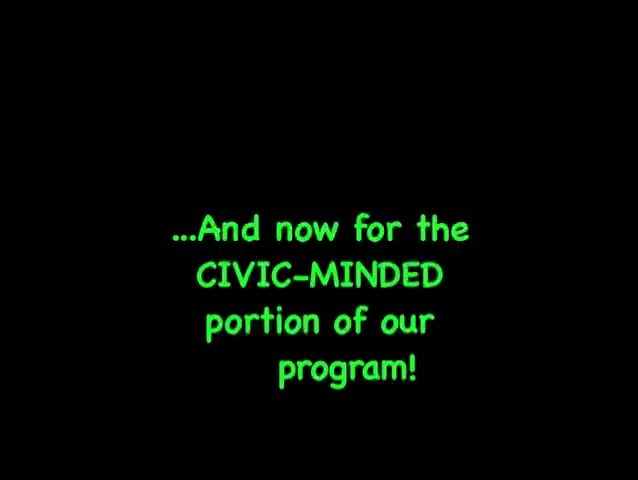 ...And now for the
CIVIC-MINDED
portion of our
program!